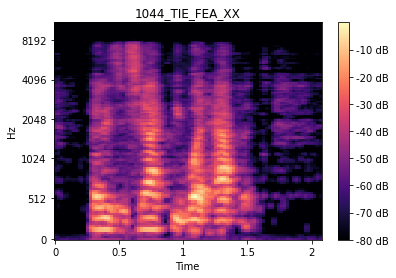 1044_TIE_FEA_XX
8192
4096
2048
1024
512
0
Hz
0
0.5
1
1.5
2
Time
-10 dB
-20 dB
-30 dB
-40 dB
-50 dB
-60 dB
-70 dB
-80 dB